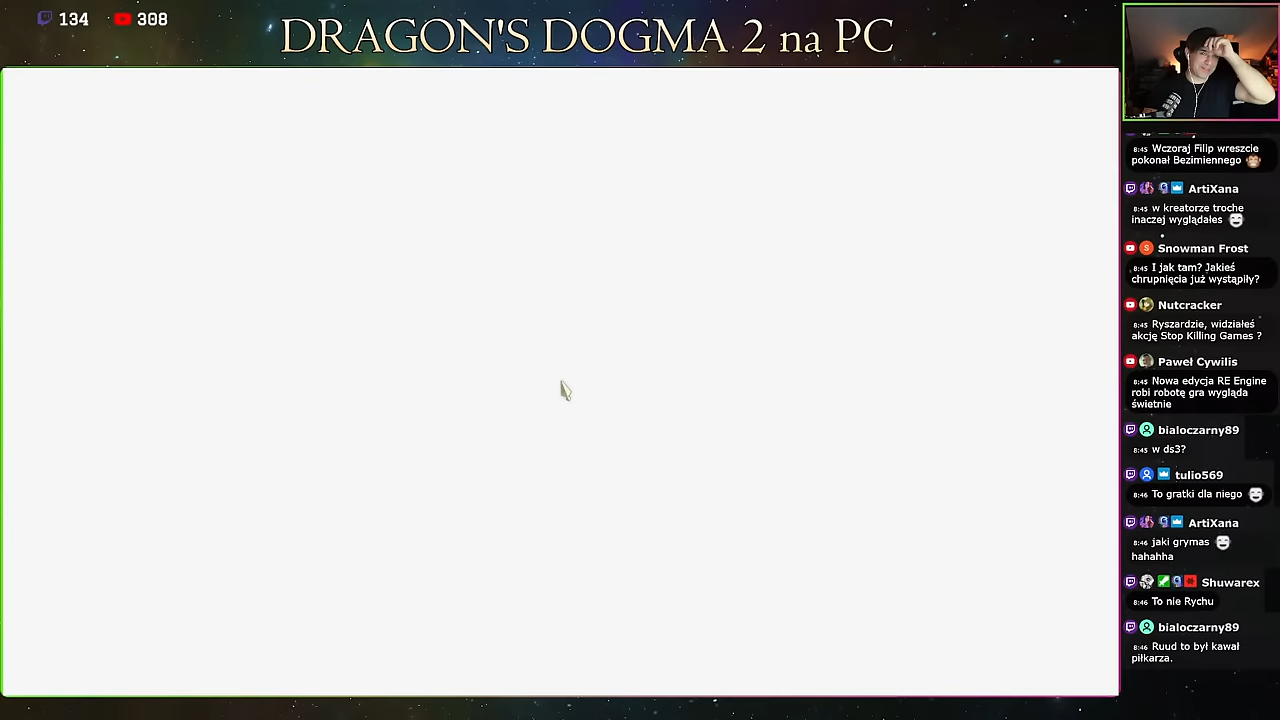 134 308
DRAGON'S DOGMA 2 na PC
8:45 Wczoraj Filip wreszcie
pokonał Bezimiennego
ArtiXana
8:45 w kreatorze troche
inaczej wyglądałes
Snowman Frost
8:45 I jak tam? Jakieś
chrupnięcia już wystąpiły?
Nutcracker
8:45 Ryszardzie, widziałeś
akcję Stop Killing Games ?
Paweł Cywilis
8:45 Nowa edycja RE Engine
robi robotę gra wygląda
świetnie
bialoczarny89
8:45 w ds3?
tulio569
8:46 To gratki dla niego
ArtiXana
8:46 jaki grymas
hahahha
Shuwarex
8:46 To nie Rychu
bialoczarny89
8:46 Ruud to był kawał
piłkarza.